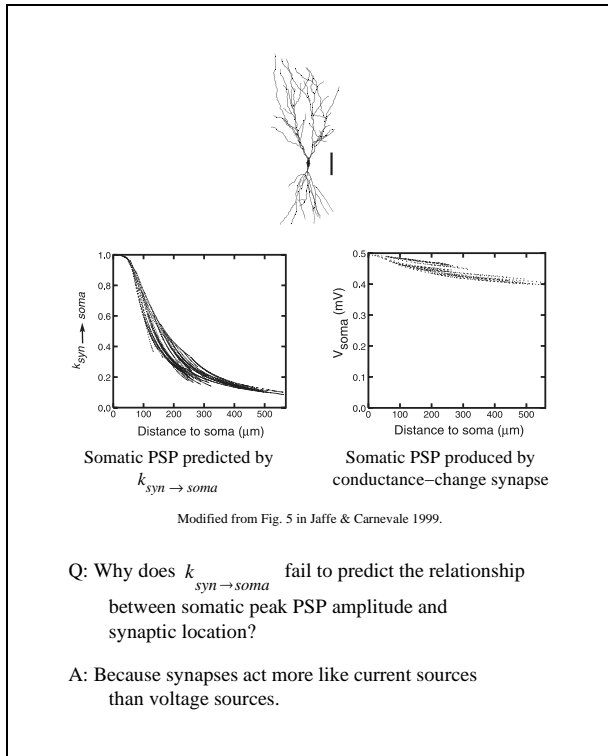 1.0
0.8
0.6
0.4
0.2
0.0
k syn → soma
0 100 200 300 400 500
Distance to soma (μm)
0.5
0.4
0.3
0.2
0.1
0.0
Vsoma (mV)
0 100 200 300 400 500
Distance to soma (μm)
Somatic PSP predicted by
k syn → soma
Somatic PSP produced by
conductance−change synapse
Modified from Fig. 5 in Jaffe & Carnevale 1999.
Q: Why does k syn→soma fail to predict the relationship
between somatic peak PSP amplitude and
synaptic location?
A: Because synapses act more like current sources
than voltage sources.